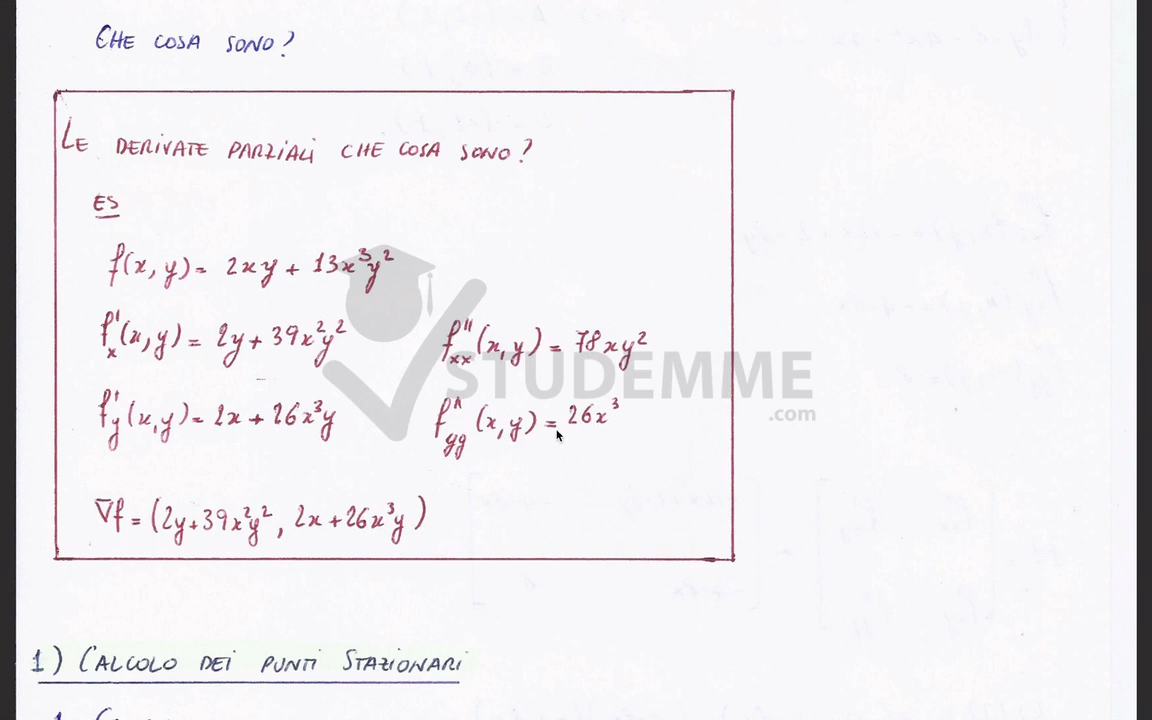 CHE COSA SONO?
LE DERIVATE PARZIALI CHE COSA SONO?
ES
f(x,y) = 2xy + 13x³y²
f'x(x,y) = 2y + 39x²y² f''xx(x,y) = 78xy²
STUDEMME
.com
f'y(x,y) = 2x + 26x³y f''yy(x,y) = 26x³
∇f = (2y+39x²y², 2x+26x³y)
1) CALCOLO DEI PUNTI STAZIONARI